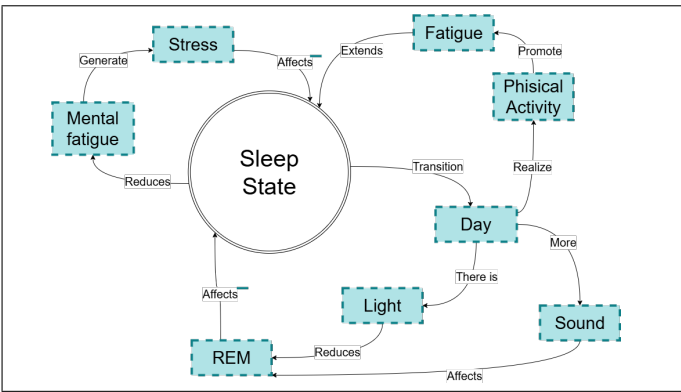 Stress
Fatigue
Generate
Affects
Extends
Promote
Phisical
Activity
Mental
fatigue
Sleep
State
Transition
Realize
Reduces
Day
More
There is
Affects
Light
Sound
Reduces
REM
Affects